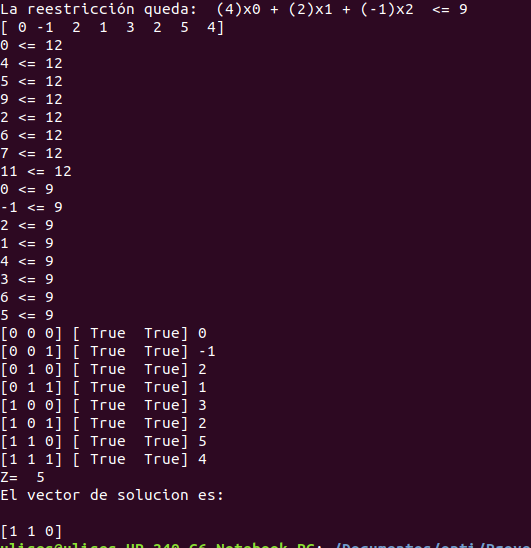 La reestricción queda:  (4)x0 + (2)x1 + (-1)x2  <= 9
[ 0 -1  2  1  3  2  5  4]
0 <= 12
4 <= 12
5 <= 12
9 <= 12
2 <= 12
6 <= 12
7 <= 12
11 <= 12
0 <= 9
-1 <= 9
2 <= 9
1 <= 9
4 <= 9
3 <= 9
6 <= 9
5 <= 9
[0 0 0] [ True  True] 0
[0 0 1] [ True  True] -1
[0 1 0] [ True  True] 2
[0 1 1] [ True  True] 1
[1 0 0] [ True  True] 3
[1 0 1] [ True  True] 2
[1 1 0] [ True  True] 5
[1 1 1] [ True  True] 4
Z=  5
El vector de solucion es:
[1 1 0]